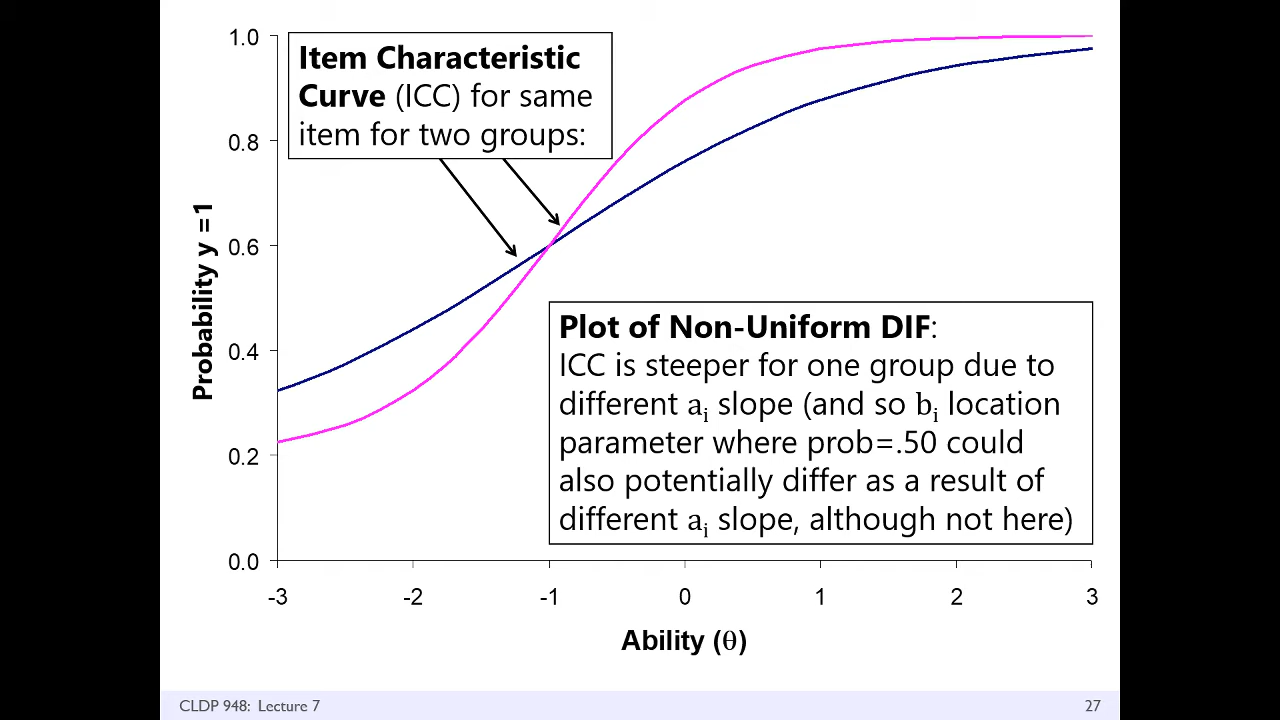 1.0
0.8
0.6
0.4
0.2
0.0
Probability y =1
Item Characteristic
Curve (ICC) for same
item for two groups:
Plot of Non-Uniform DIF:
ICC is steeper for one group due to
different ai slope (and so bi location
parameter where prob=.50 could
also potentially differ as a result of
different ai slope, although not here)
-3 -2 -1 0 1 2 3
Ability (θ)
CLDP 948: Lecture 7
27